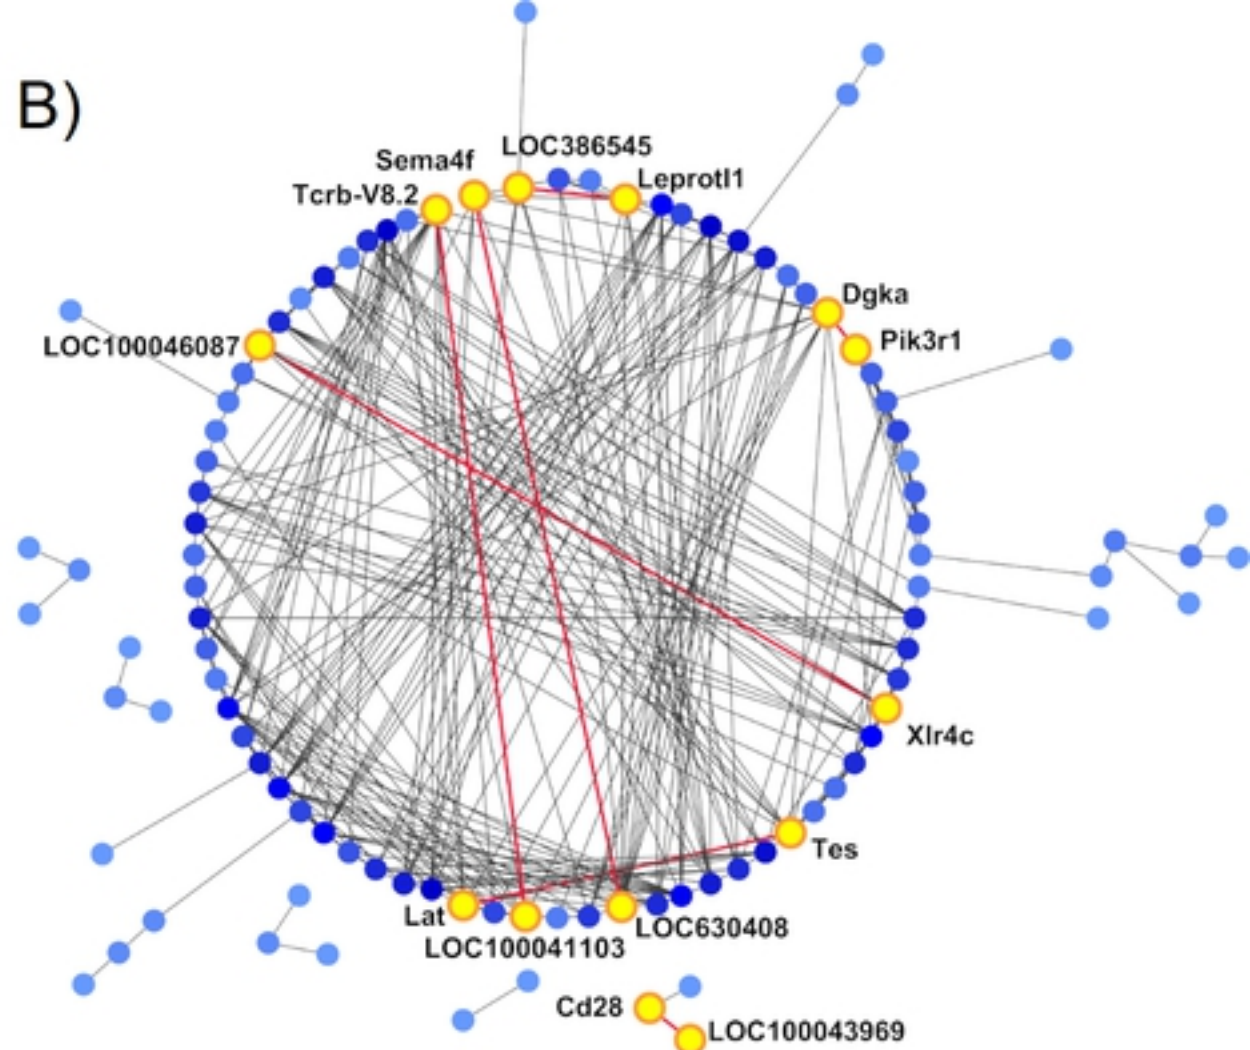 B)
LOC386545
Sema4f
Leprotl1
Tcrb-V8.2
Dgka
Pik3r1
LOC100046087
Xlr4c
Tes
Lat
LOC630408
LOC100041103
Cd28
LOC100043969